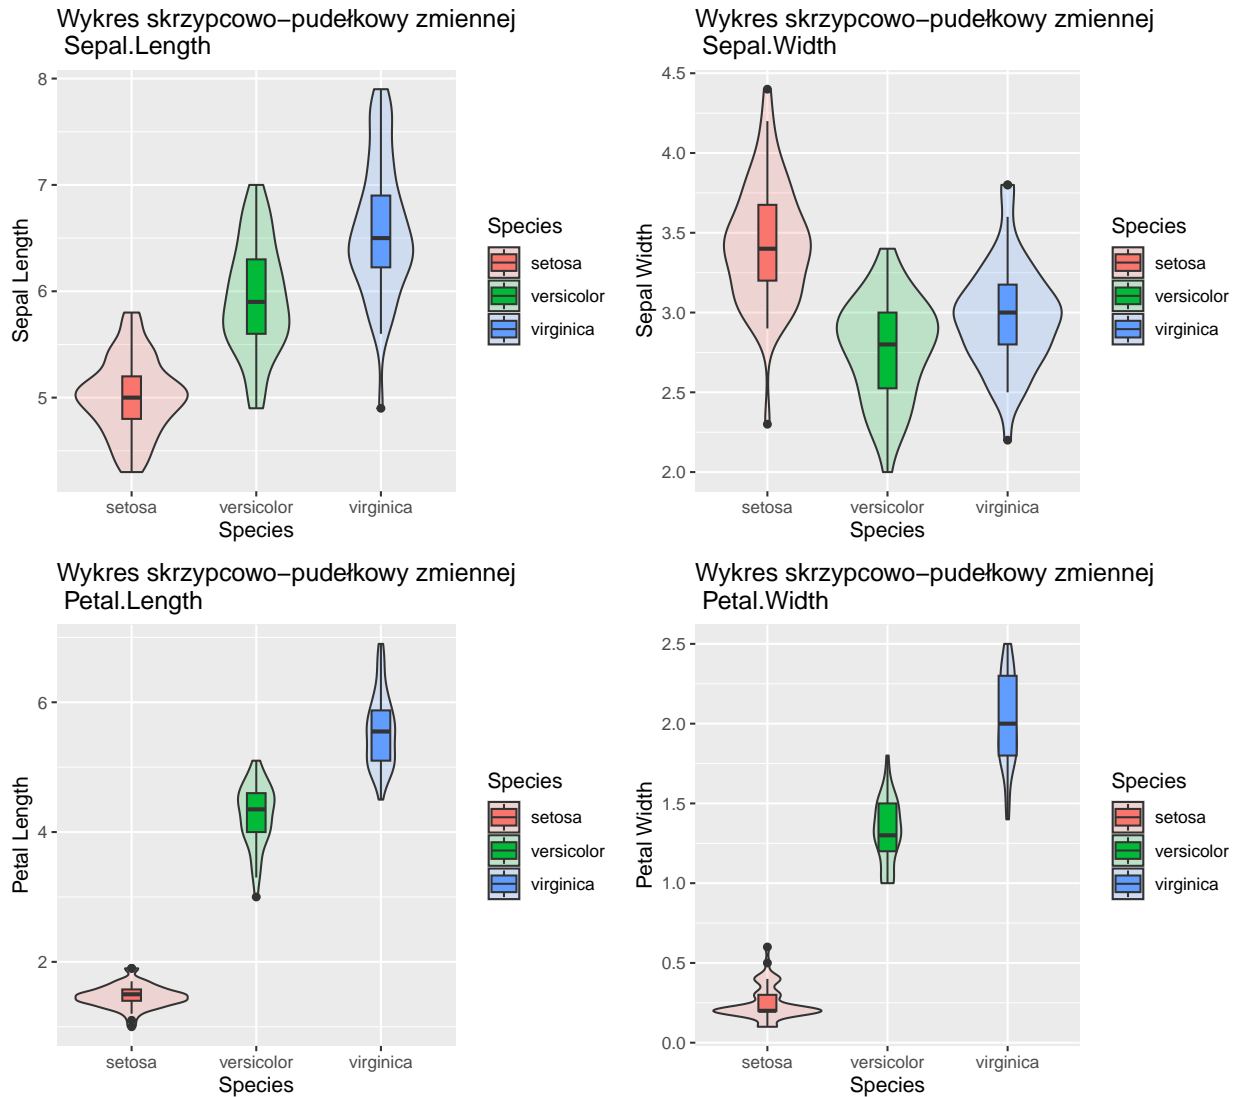 Wykres skrzypcowo−pudełkowy zmiennej
Sepal.Length
8
7
6
5
Sepal Length
setosa
versicolor
virginica
Species
Species
setosa
versicolor
virginica
Wykres skrzypcowo−pudełkowy zmiennej
Sepal.Width
4.5
4.0
3.5
3.0
2.5
2.0
Sepal Width
setosa
versicolor
virginica
Species
Species
setosa
versicolor
virginica
Wykres skrzypcowo−pudełkowy zmiennej
Petal.Length
6
4
2
Petal Length
setosa
versicolor
virginica
Species
Species
setosa
versicolor
virginica
Wykres skrzypcowo−pudełkowy zmiennej
Petal.Width
2.5
2.0
1.5
1.0
0.5
0.0
Petal Width
setosa
versicolor
virginica
Species
Species
setosa
versicolor
virginica